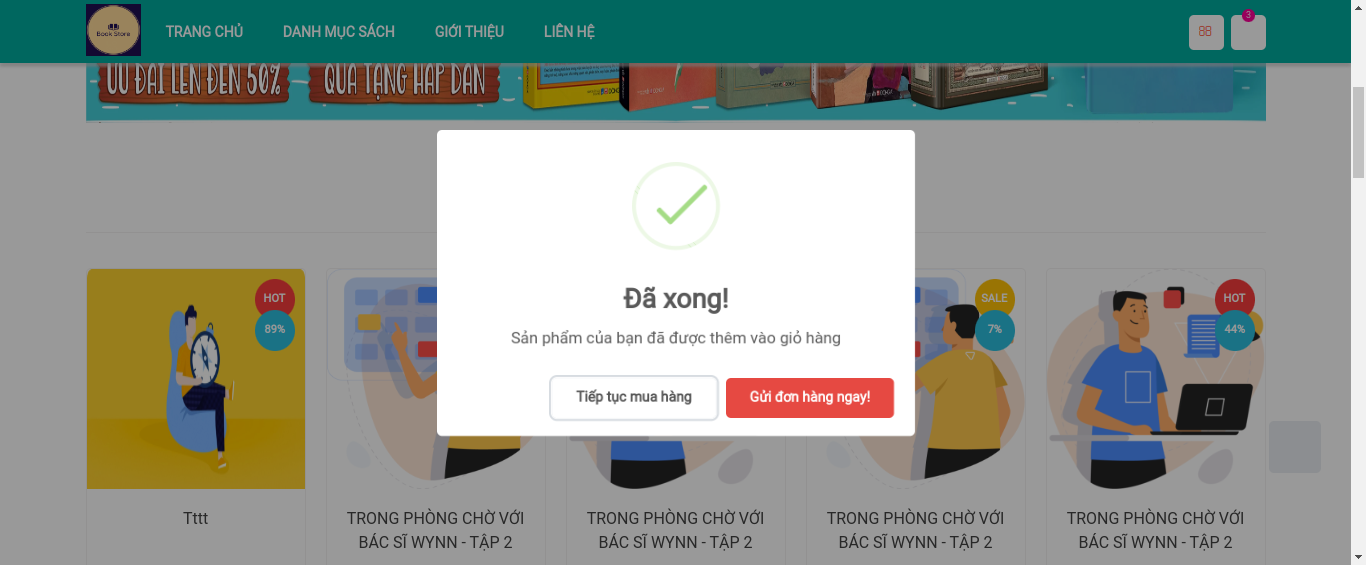 Book Store
TRANG CHỦ
DANH MỤC SÁCH
GIỚI THIỆU
LIÊN HỆ
3
ƯU ĐÃI LÊN ĐẾN 50%
QUÀ TẶNG HẤP DẪN
Đã xong!
Sản phẩm của bạn đã được thêm vào giỏ hàng
Tiếp tục mua hàng
Gửi đơn hàng ngay!
HOT
89%
SALE
7%
HOT
44%
Tttt
TRONG PHÒNG CHỜ VỚI
BÁC SĨ WYNN - TẬP 2
TRONG PHÒNG CHỜ VỚI
BÁC SĨ WYNN - TẬP 2
TRONG PHÒNG CHỜ VỚI
BÁC SĨ WYNN - TẬP 2
TRONG PHÒNG CHỜ VỚI
BÁC SĨ WYNN - TẬP 2